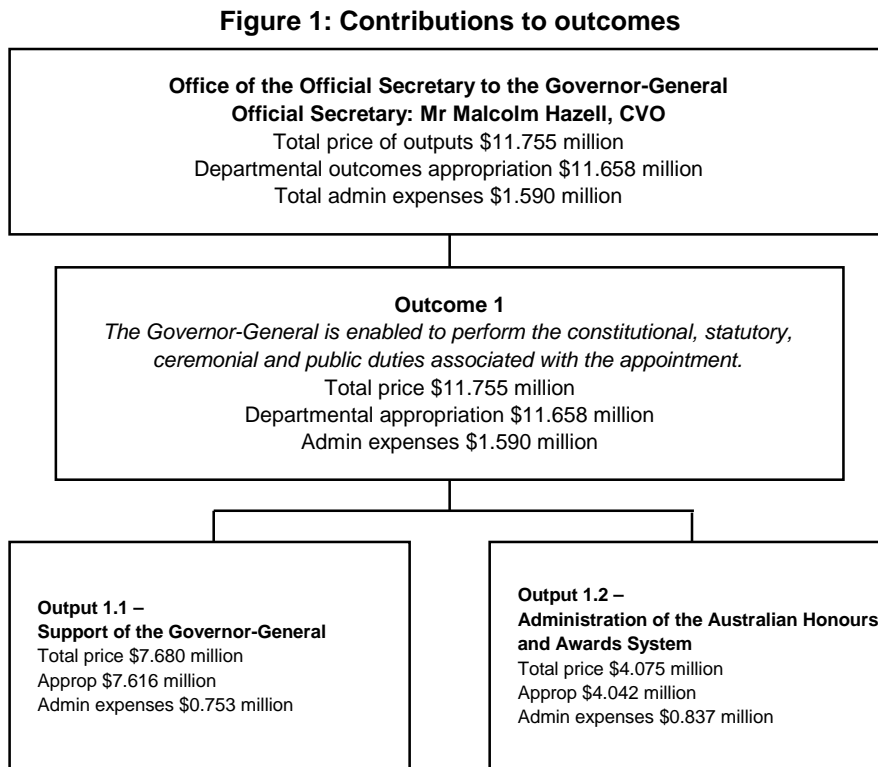 Figure 1: Contributions to outcomes
Office of the Official Secretary to the Governor-General
Official Secretary: Mr Malcolm Hazell, CVO
Total price of outputs $11.755 million
Departmental outcomes appropriation $11.658 million
Total admin expenses $1.590 million
Outcome 1
The Governor-General is enabled to perform the constitutional, statutory,
ceremonial and public duties associated with the appointment.
Total price $11.755 million
Departmental appropriation $11.658 million
Admin expenses $1.590 million
Output 1.1 –
Support of the Governor-General
Total price $7.680 million
Approp $7.616 million
Admin expenses $0.753 million
Output 1.2 –
Administration of the Australian Honours
and Awards System
Total price $4.075 million
Approp $4.042 million
Admin expenses $0.837 million